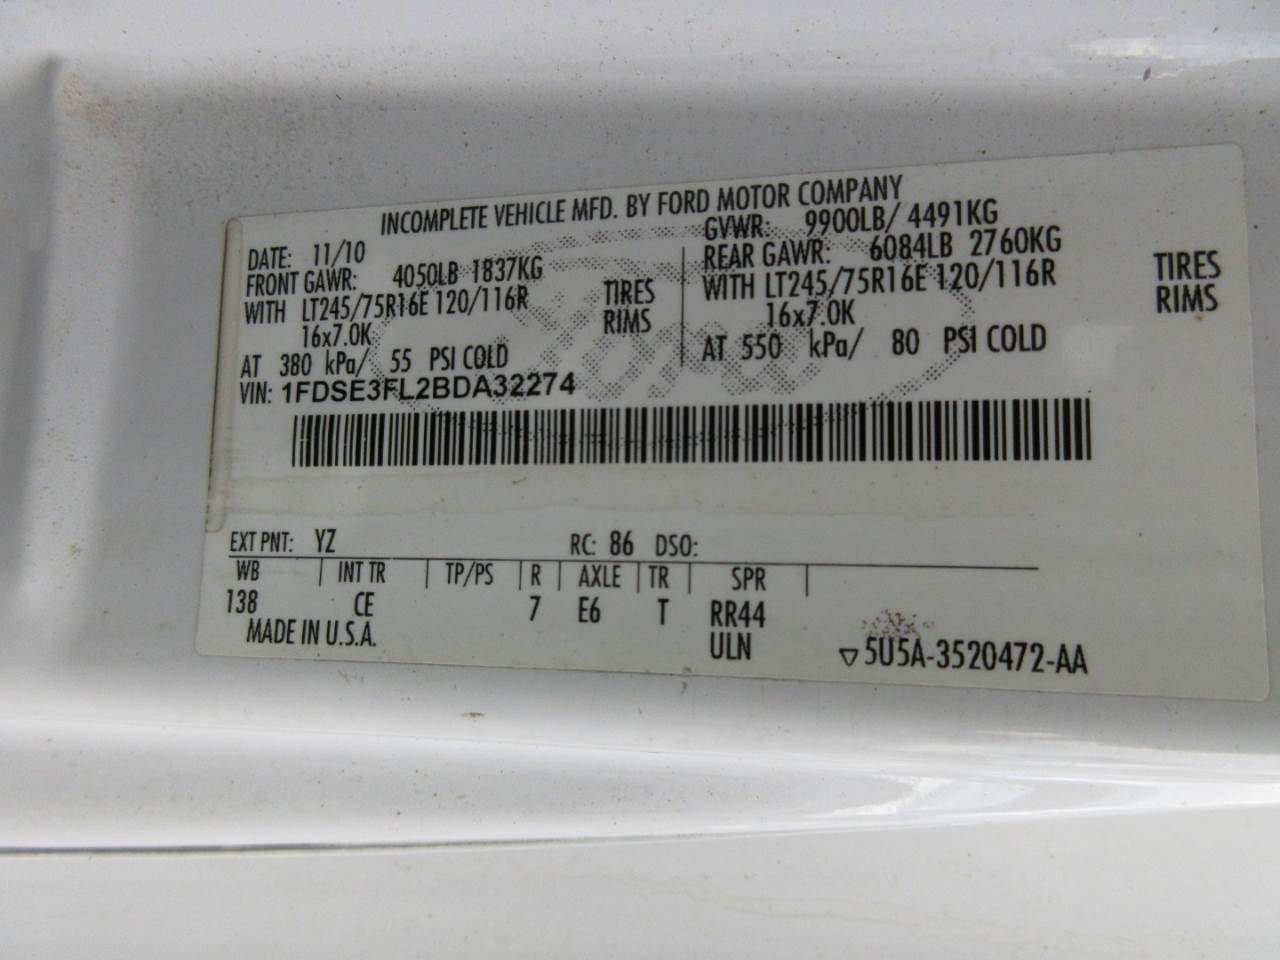 INCOMPLETE VEHICLE MFD. BY FORD MOTOR COMPANY
DATE: 11/10 GVWR: 9900LB/ 4491KG
FRONT GAWR: 4050LB 1837KG REAR GAWR: 6084LB 2760KG
WITH LT245/75R16E 120/116R TIRES WITH LT245/75R16E 120/116R TIRES
16x7.0K RIMS 16x7.0K RIMS
AT 380 kPa/ 55 PSI COLD AT 550 kPa/ 80 PSI COLD
VIN: 1FDSE3FL2BDA32274
Ford
EXT PNT: YZ RC: 86 DSO:
WB INT TR TP/PS R AXLE TR SPR
138 CE 7 E6 T RR44
MADE IN U.S.A. ULN ▽5U5A-3520472-AA